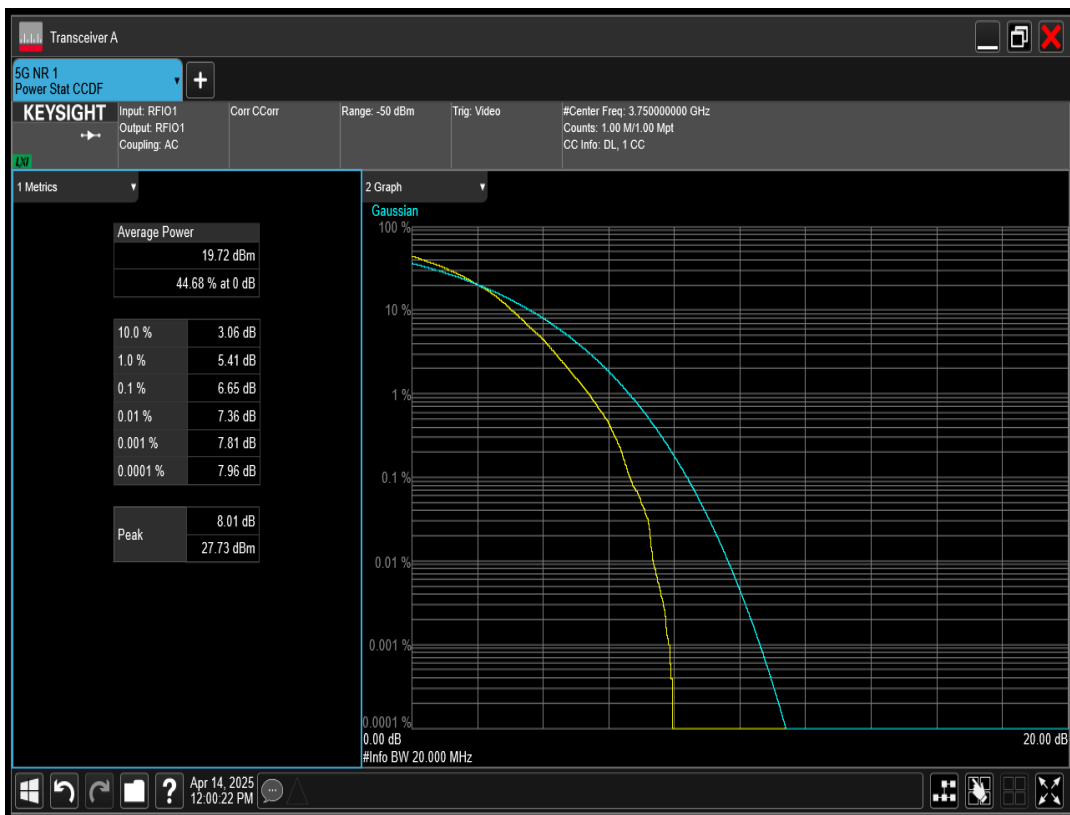 Transceiver A
5G NR 1
Power Stat CCDF
+
KEYSIGHT
LXI
Input: RFIO1
Output: RFIO1
Coupling: AC
Corr CCorr
Range: -50 dBm
Trig: Video
#Center Freq: 3.750000000 GHz
Counts: 1.00 M/1.00 Mpt
CC Info: DL, 1 CC
1 Metrics
Average Power
19.72 dBm
44.68 % at 0 dB
10.0 % 3.06 dB
1.0 % 5.41 dB
0.1 % 6.65 dB
0.01 % 7.36 dB
0.001 % 7.81 dB
0.0001 % 7.96 dB
Peak
8.01 dB
27.73 dBm
2 Graph
Gaussian
100 %
10 %
1 %
0.1 %
0.01 %
0.001 %
0.0001 %
0.00 dB 20.00 dB
#Info BW 20.000 MHz
?
Apr 14, 2025
12:00:22 PM